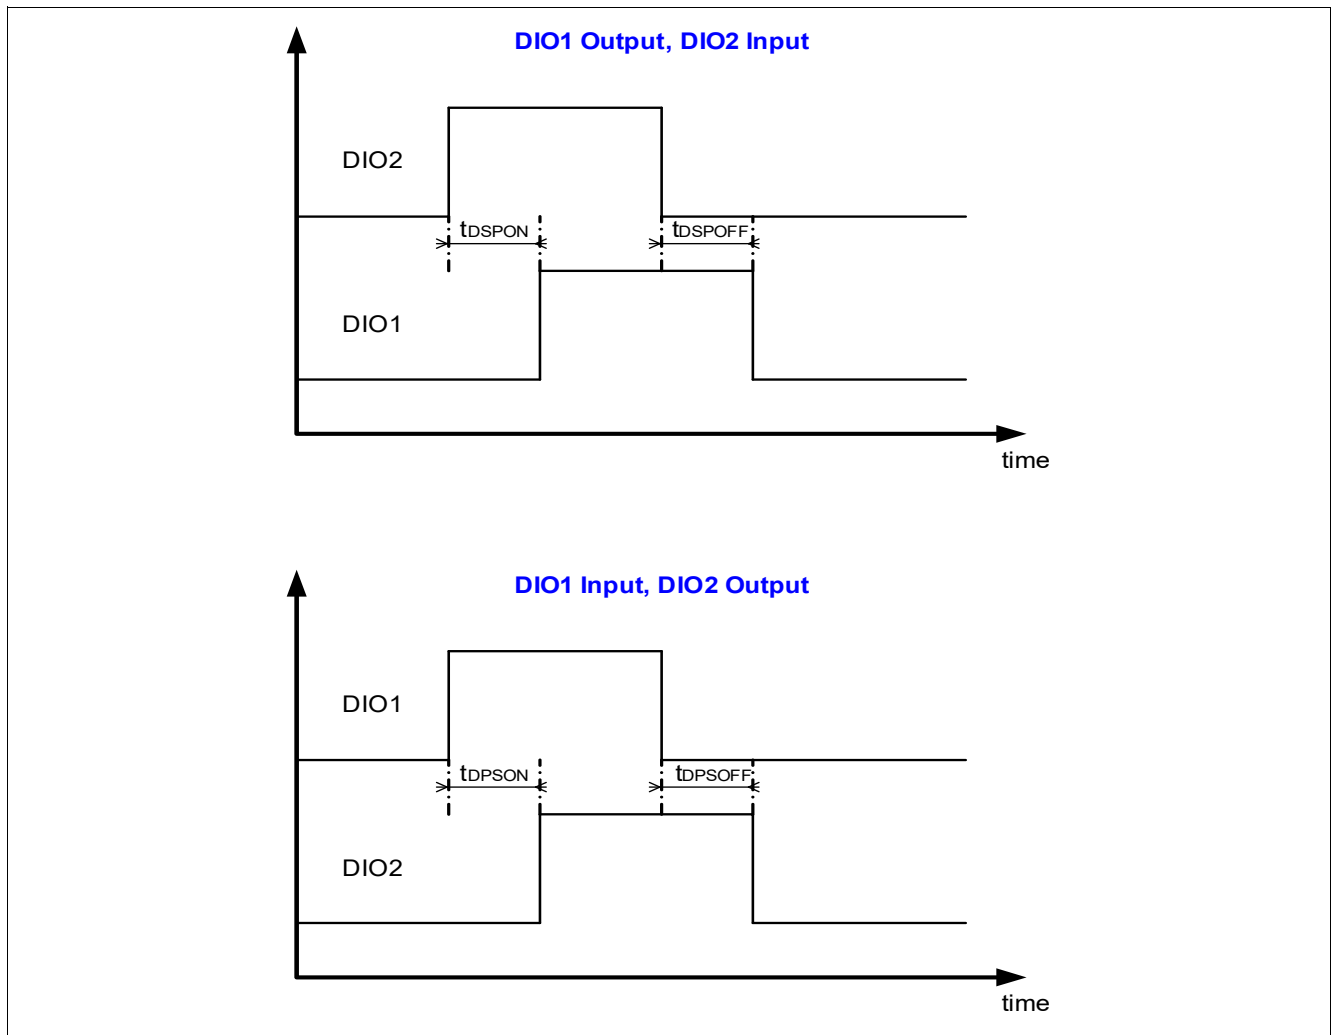 DIO1 Output, DIO2 Input
DIO2
tDSPON
tDSPOFF
DIO1
time
DIO1 Input, DIO2 Output
DIO1
tDPSON
tDPSOFF
DIO2
time